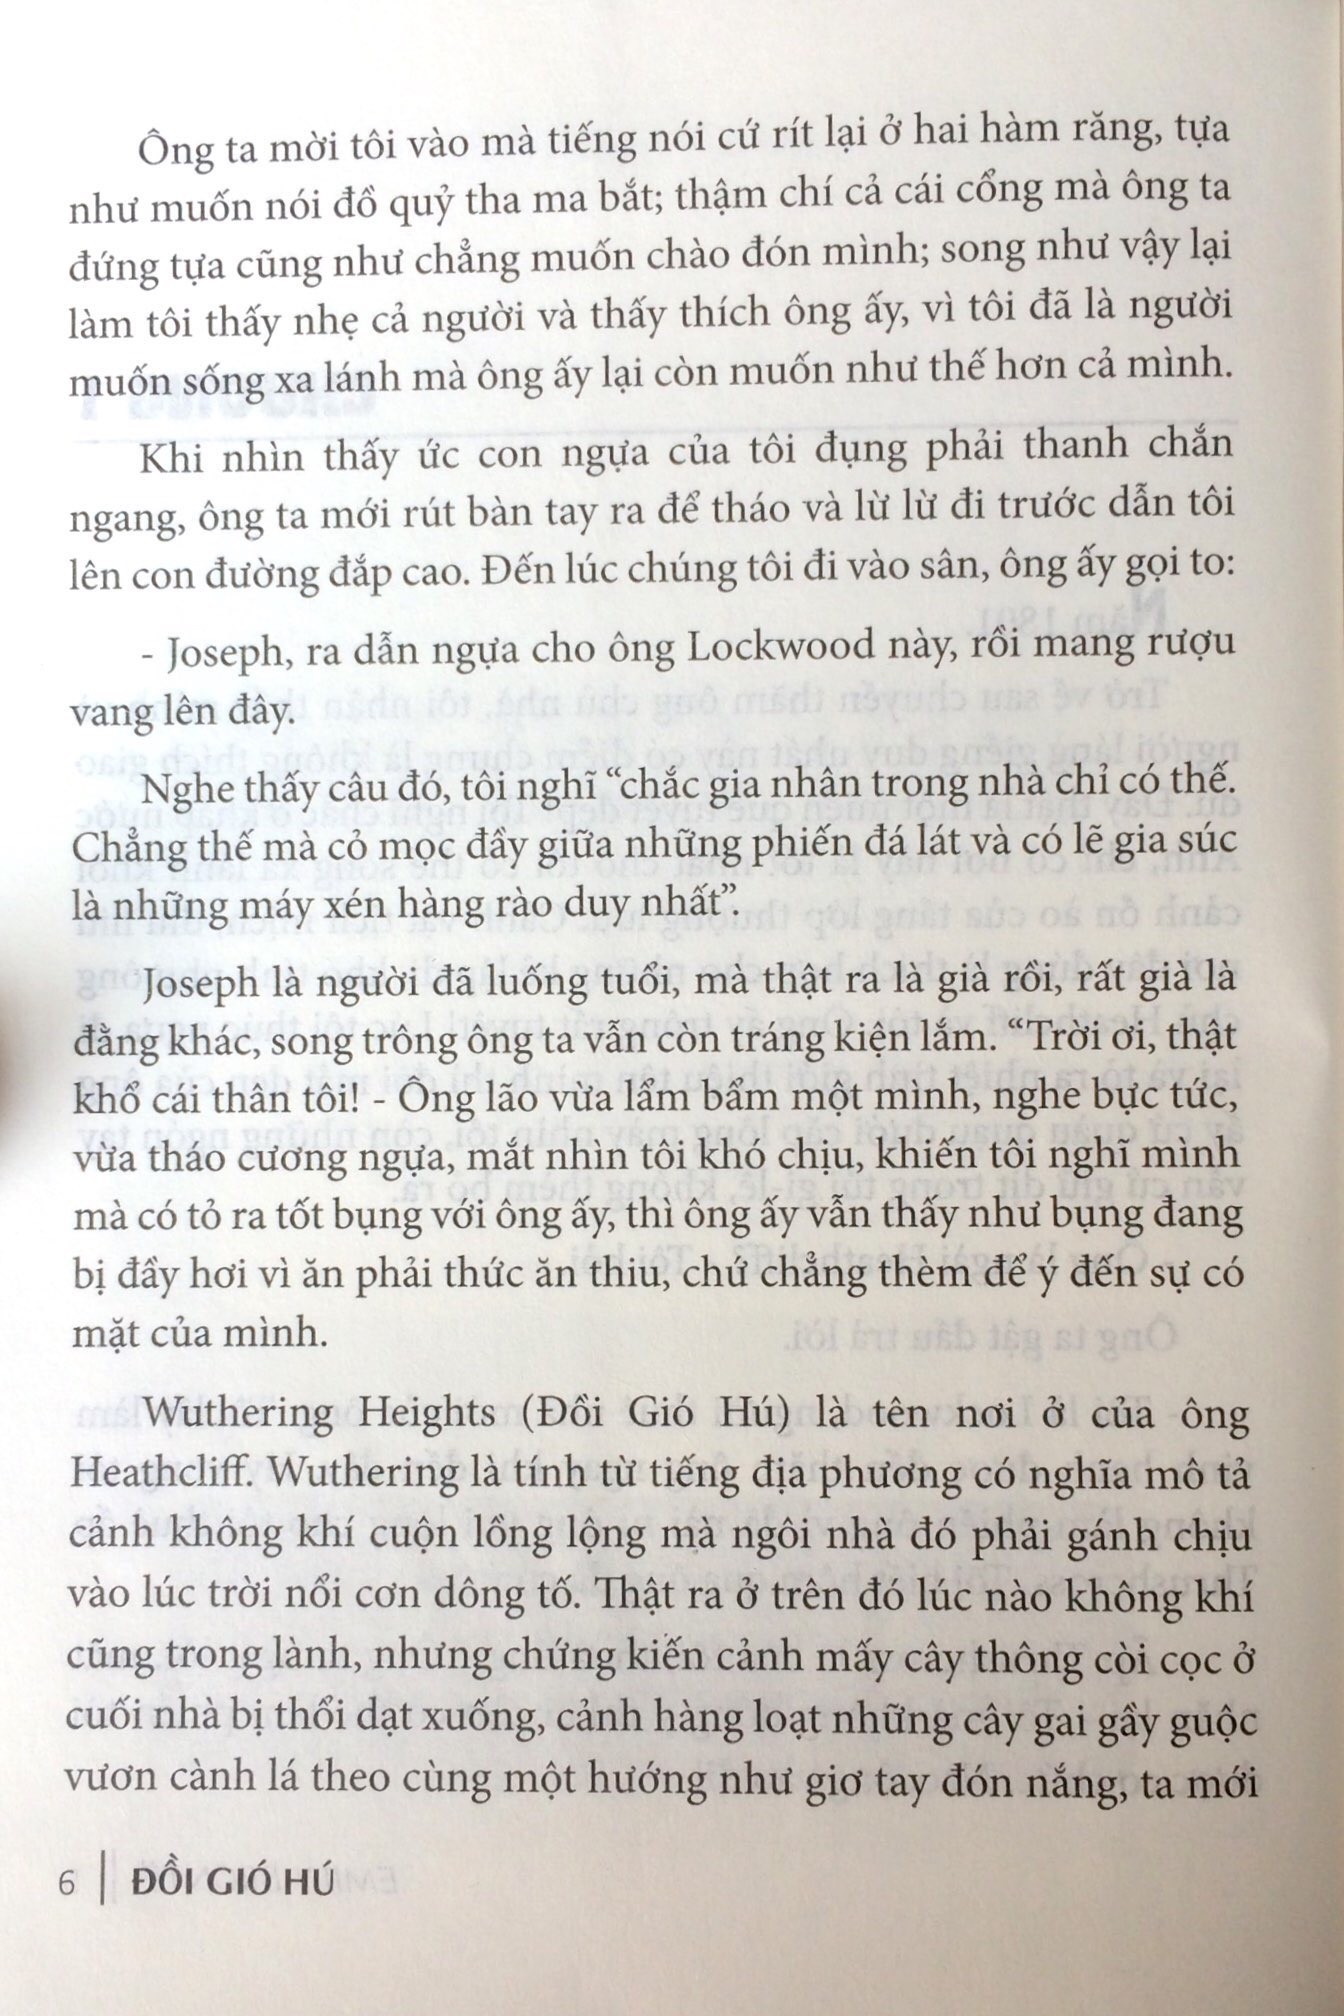 Ông ta mời tôi vào mà tiếng nói cứ rít lại ở hai hàm răng, tựa
như muốn nói đồ quỷ tha ma bắt; thậm chí cả cái cổng mà ông ta
đứng tựa cũng như chẳng muốn chào đón mình; song như vậy lại
làm tôi thấy nhẹ cả người và thấy thích ông ấy, vì tôi đã là người
muốn sống xa lánh mà ông ấy lại còn muốn như thế hơn cả mình.
Khi nhìn thấy ức con ngựa của tôi đụng phải thanh chắn
ngang, ông ta mới rút bàn tay ra để tháo và lừ lừ đi trước dẫn tôi
lên con đường đắp cao. Đến lúc chúng tôi đi vào sân, ông ấy gọi to:
- Joseph, ra dẫn ngựa cho ông Lockwood này, rồi mang rượu
vang lên đây.
Nghe thấy câu đó, tôi nghĩ “chắc gia nhân trong nhà chỉ có thế.
Chẳng thế mà cỏ mọc đầy giữa những phiến đá lát và có lẽ gia súc
là những máy xén hàng rào duy nhất”.
Joseph là người đã luống tuổi, mà thật ra là già rồi, rất già là
đằng khác, song trông ông ta vẫn còn tráng kiện lắm. “Trời ơi, thật
khổ cái thân tôi! - Ông lão vừa lẩm bẩm một mình, nghe bực tức,
vừa tháo cương ngựa, mắt nhìn tôi khó chịu, khiến tôi nghĩ mình
mà có tỏ ra tốt bụng với ông ấy, thì ông ấy vẫn thấy như bụng đang
bị đầy hơi vì ăn phải thức ăn thiu, chứ chẳng thèm để ý đến sự có
mặt của mình.
Wuthering Heights (Đồi Gió Hú) là tên nơi ở của ông
Heathcliff. Wuthering là tính từ tiếng địa phương có nghĩa mô tả
cảnh không khí cuộn lồng lộng mà ngôi nhà đó phải gánh chịu
vào lúc trời nổi cơn dông tố. Thật ra ở trên đó lúc nào không khí
cũng trong lành, nhưng chứng kiến cảnh mấy cây thông còi cọc ở
cuối nhà bị thổi dạt xuống, cảnh hàng loạt những cây gai gầy guộc
vươn cành lá theo cùng một hướng như giơ tay đón nắng, ta mới
6 | ĐỒI GIÓ HÚ